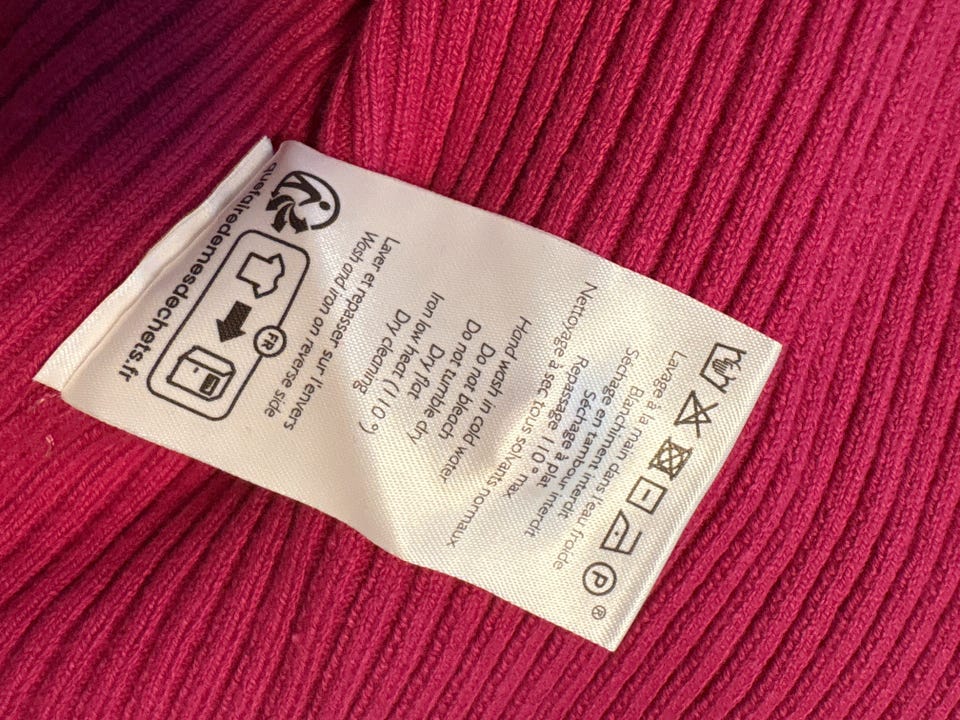 ®
Lavage à la main dans l'eau froide
Blanchiment interdit
Séchage en tambour interdit
Séchage à plat
Repassage 110° max
Nettoyage à sec tous solvants normaux
Hand wash in cold water
Do not bleach
Do not tumble dry
Dry flat
Iron low heat (110°)
Dry cleaning
Laver et repasser sur l'envers
Wash and iron on reverse side
FR
quefairedemesdechets.fr